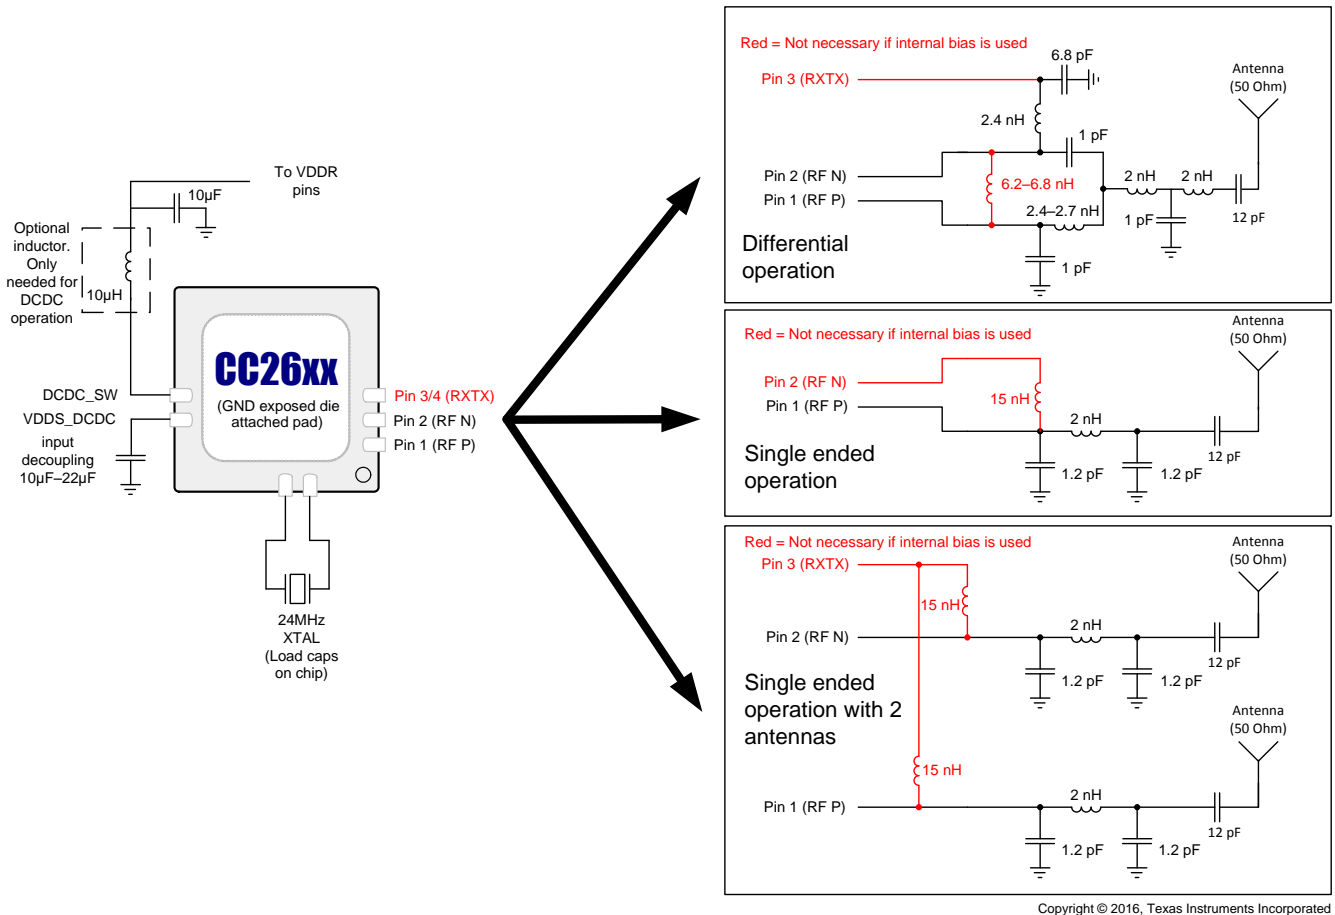 To VDDR
pins
10µF
Optional
inductor.
Only
needed for
DCDC
operation
10µH
CC26xx
(GND exposed die
attached pad)
DCDC_SW
VDDS_DCDC
input
decoupling
10µF–22µF
Pin 3/4 (RXTX)
Pin 2 (RF N)
Pin 1 (RF P)
24MHz
XTAL
(Load caps
on chip)
Red = Not necessary if internal bias is used
6.8 pF
Pin 3 (RXTX)
Antenna
(50 Ohm)
2.4 nH
1 pF
Pin 2 (RF N)
6.2–6.8 nH
2 nH
2 nH
Pin 1 (RF P)
2.4–2.7 nH
1 pF
12 pF
Differential
operation
1 pF
Red = Not necessary if internal bias is used
Antenna
(50 Ohm)
Pin 2 (RF N)
15 nH
Pin 1 (RF P)
2 nH
12 pF
Single ended
operation
1.2 pF
1.2 pF
Red = Not necessary if internal bias is used
Pin 3 (RXTX)
Antenna
(50 Ohm)
15 nH
2 nH
Pin 2 (RF N)
12 pF
1.2 pF
1.2 pF
Single ended
operation with 2
antennas
Antenna
(50 Ohm)
15 nH
2 nH
Pin 1 (RF P)
12 pF
1.2 pF
1.2 pF
Copyright © 2016, Texas Instruments Incorporated